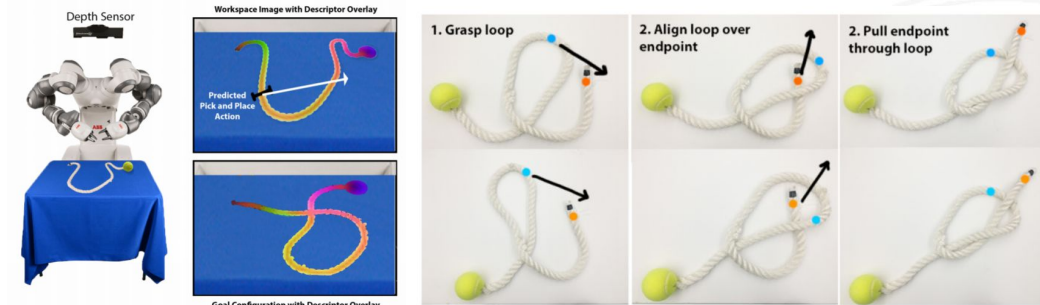 Depth Sensor
ABB
Workspace Image with Descriptor Overlay
Predicted
Pick and Place
Action
Goal Configuration with Descriptor Overlay
1. Grasp loop
2. Align loop over
endpoint
2. Pull endpoint
through loop